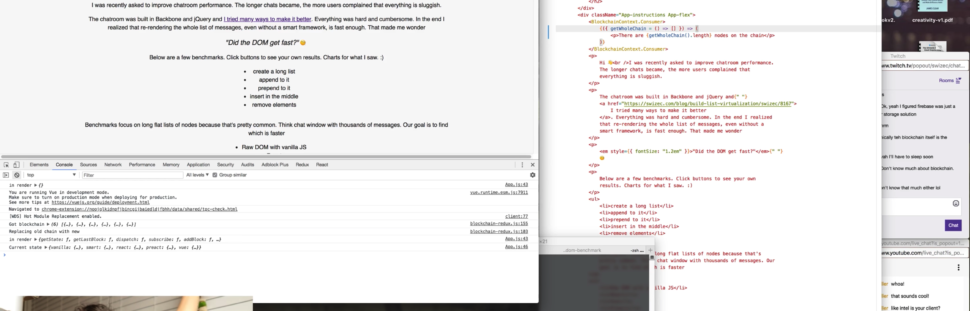 I was recently asked to improve chatroom performance. The longer chats became, the more users complained that everything is sluggish.
The chatroom was built in Backbone and jQuery and I tried many ways to make it better. Everything was hard and cumbersome. In the end I
realized that re-rendering the whole list of messages, even without a smart framework, is fast enough. That made me wonder
"Did the DOM get fast?"
Below are a few benchmarks. Click buttons to see your own results. Charts for what I saw. :)
• create a long list
• append to it
• prepend to it
• insert in the middle
• remove elements
Benchmarks focus on long flat lists of nodes because that's pretty common. Think chat window with thousands of messages. Our goal is to find
which is faster
• Raw DOM with vanilla JS
Elements Console Sources Network Performance Memory Application Security Audits Adblock Plus Redux React
top Filter All levels Group similar
in render ▸{} App.js:43
You are running Vue in development mode. vue.runtime.esm.js:7911
Make sure to turn on production mode when deploying for production.
See more tips at https://vuejs.org/guide/deployment.html
[WDS] Hot Module Replacement enabled. client:77
Got blockchain ▸(6) [{…}, {…}, {…}, {…}, {…}, {…}] blockchain-redux.js:156
Replacing old chain with new blockchain-redux.js:103
in render ▸{getState: ƒ, getLastBlock: ƒ, dispatch: ƒ, subscribe: ƒ, addBlock: ƒ, …} App.js:43
Current state ▸{vanilla: {…}, smart: {…}, react: {…}, preact: {…}, vue: {…}} App.js:46
</div>
<div className="App-instructions App-flex">
<BlockchainContext.Consumer>
{({ getWholeChain = () => [] }) => (
<p>There are {getWholeChain().length} nodes on the chain</p>
)}
</BlockchainContext.Consumer>
<p>
Hi <br />I was recently asked to improve chatroom performance.
The longer chats became, the more users complained that
everything is sluggish.
</p>
<p>
The chatroom was built in Backbone and jQuery and{" "}
<a href="https://swizec.com/blog/build-list-virtualization/swizec/8167">
I tried many ways to make it better
</a>. Everything was hard and cumbersome. In the end I realized
that re-rendering the whole list of messages, even without a
smart framework, is fast enough. That made me wonder
</p>
<p>
<em style={{ fontSize: "1.2em" }}>"Did the DOM get fast?"</em>{" "}
</p>
<p>
Below are a few benchmarks. Click buttons to see your own
results. Charts for what I saw. :)
</p>
<ul>
<li>create a long list</li>
<li>append to it</li>
<li>prepend to it</li>
<li>insert in the middle</li>
<li>remove elements</li>
long flat lists of nodes because that's
chat window with thousands of messages. Our
is faster
creativity-v1.pdf
Twitch
www.twitch.tv/popout/swizec/chat…
Rooms
Ok, yeah I figured firebase was just a
storage solution
I'll have to sleep soon
Don't know much about blockchain.
don't know that much either lol
Chat
www.youtube.com/live_chat?is_po…
whoa!
that sounds cool!
like intel is your client?